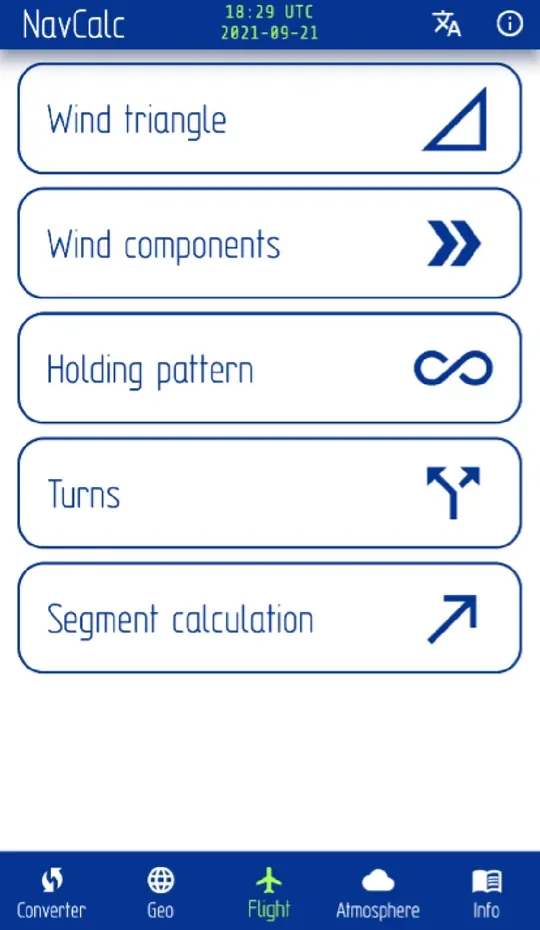 NavCalc
18:29 UTC
2021-09-21
Wind triangle
Wind components
Holding pattern
Turns
Segment calculation
Converter
Geo
Flight
Atmosphere
Info